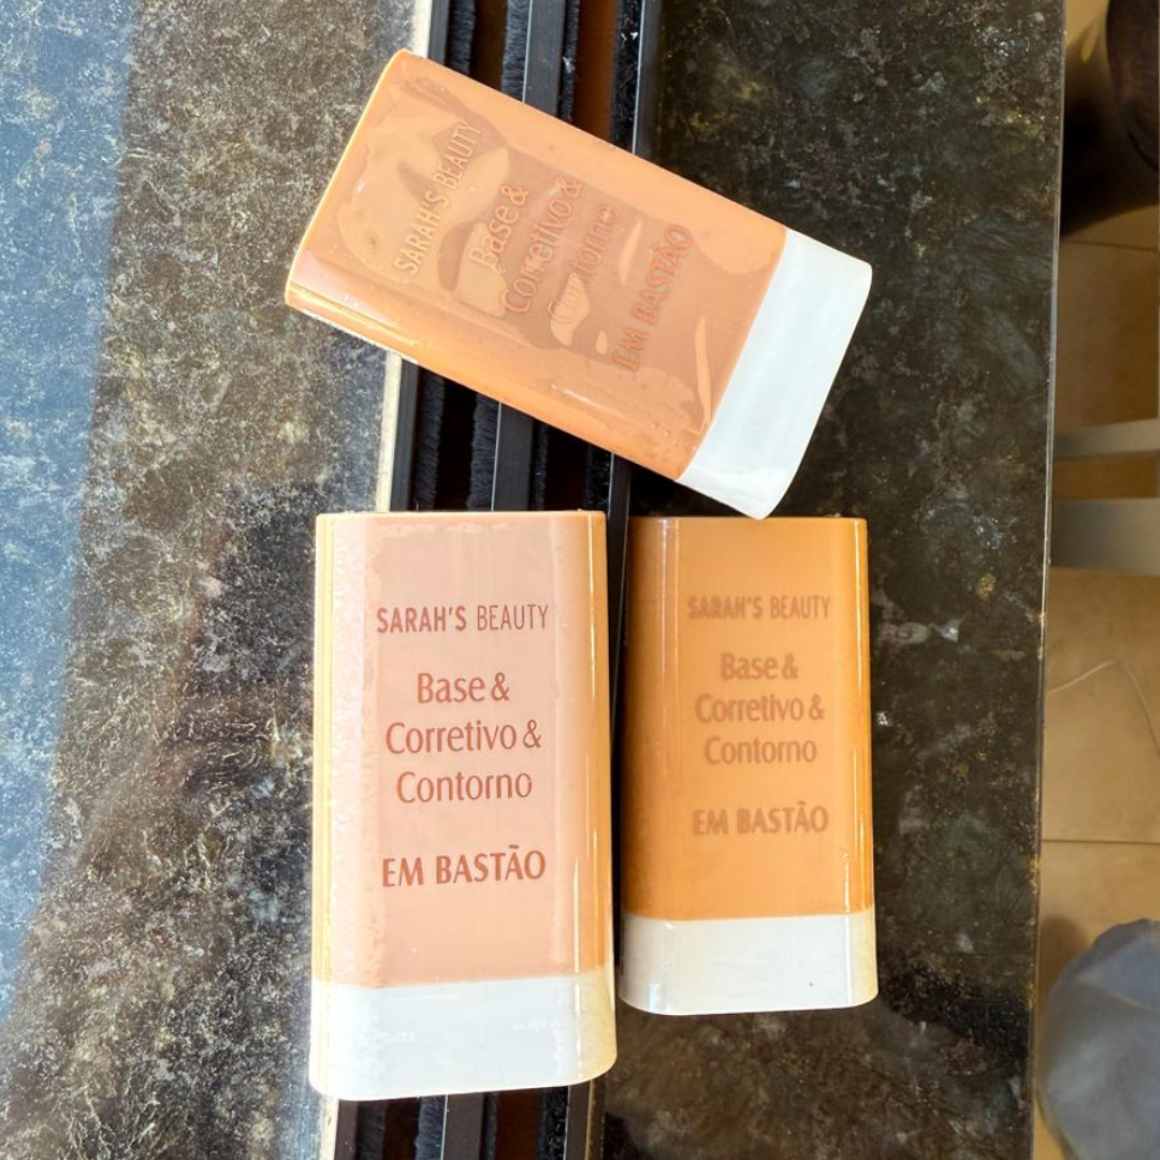 SARAH'S BEAUTY
Base &
Corretivo &
Contorno
EM BASTÃO
SARAH'S BEAUTY
Base &
Corretivo &
Contorno
EM BASTÃO
SARAH'S BEAUTY
Base &
Corretivo &
Contorno
EM BASTÃO